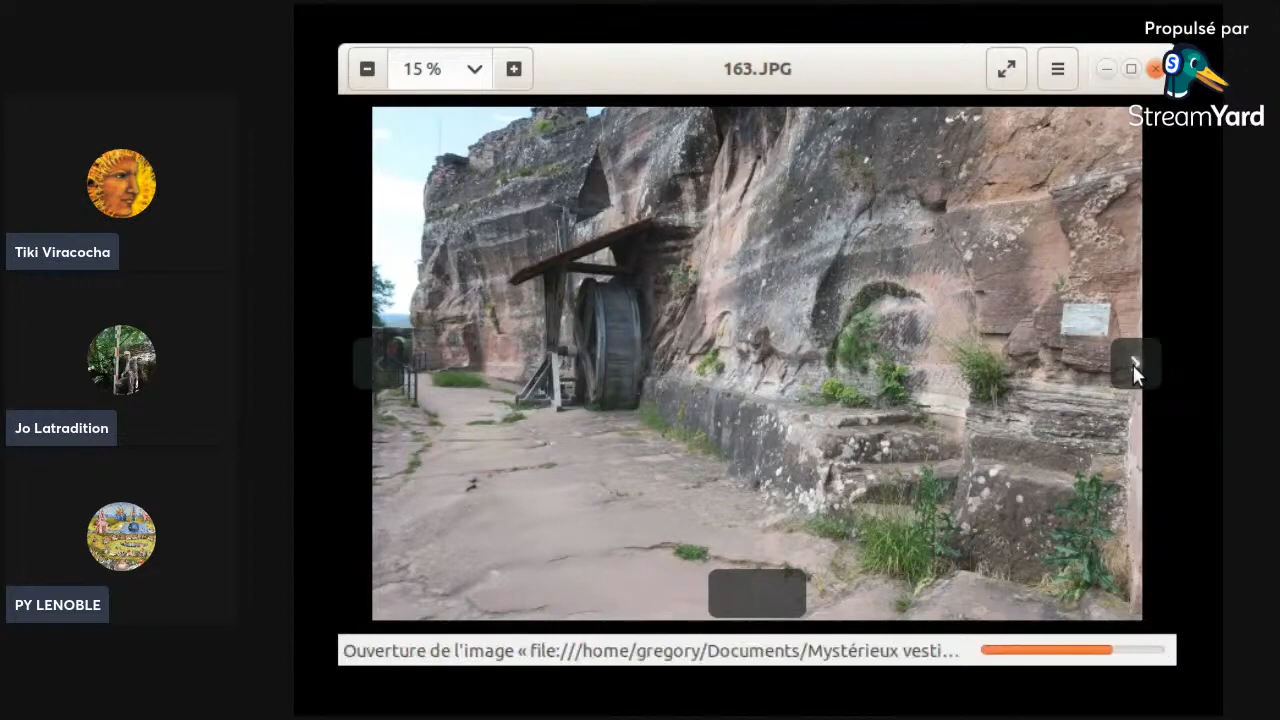 Propulsé par
StreamYard
15 %
163.JPG
Tiki Viracocha
Jo Latradition
PY LENOBLE
Ouverture de l'image « file:///home/gregory/Documents/Mystérieux vesti…